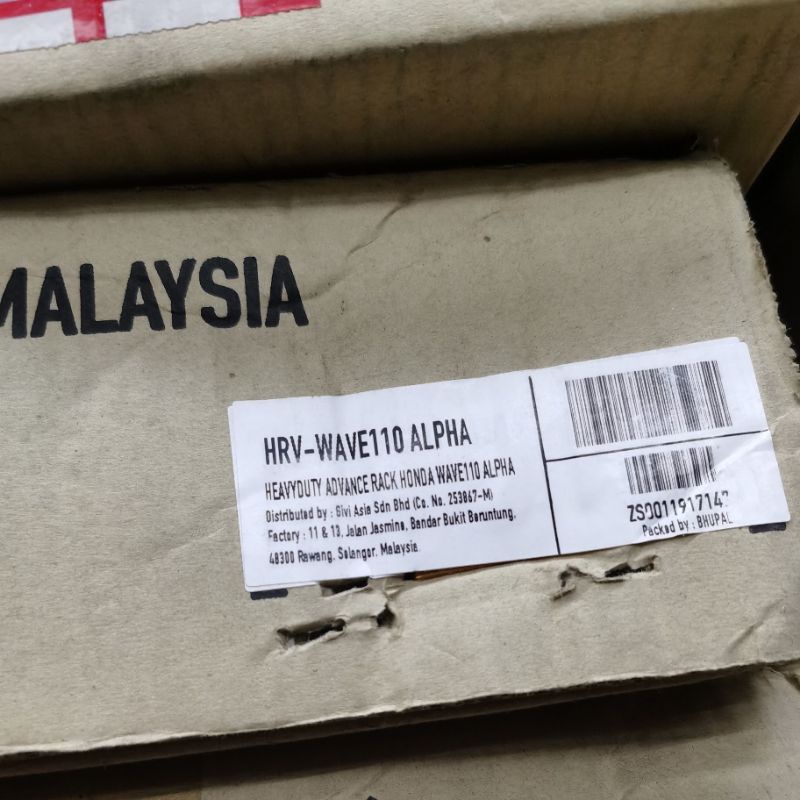 MALAYSIA
HRV-WAVE110 ALPHA
HEAVYDUTY ADVANCE RACK HONDA WAVE110 ALPHA
Distributed by : Givi Asia Sdn Bhd (Co. No. 253867-M)
Factory : 11 & 13, Jalan Jasmine, Bandar Bukit Beruntung,
48300 Rawang. Selangor. Malaysia
ZS0011917147
Packed by : BHUPAL